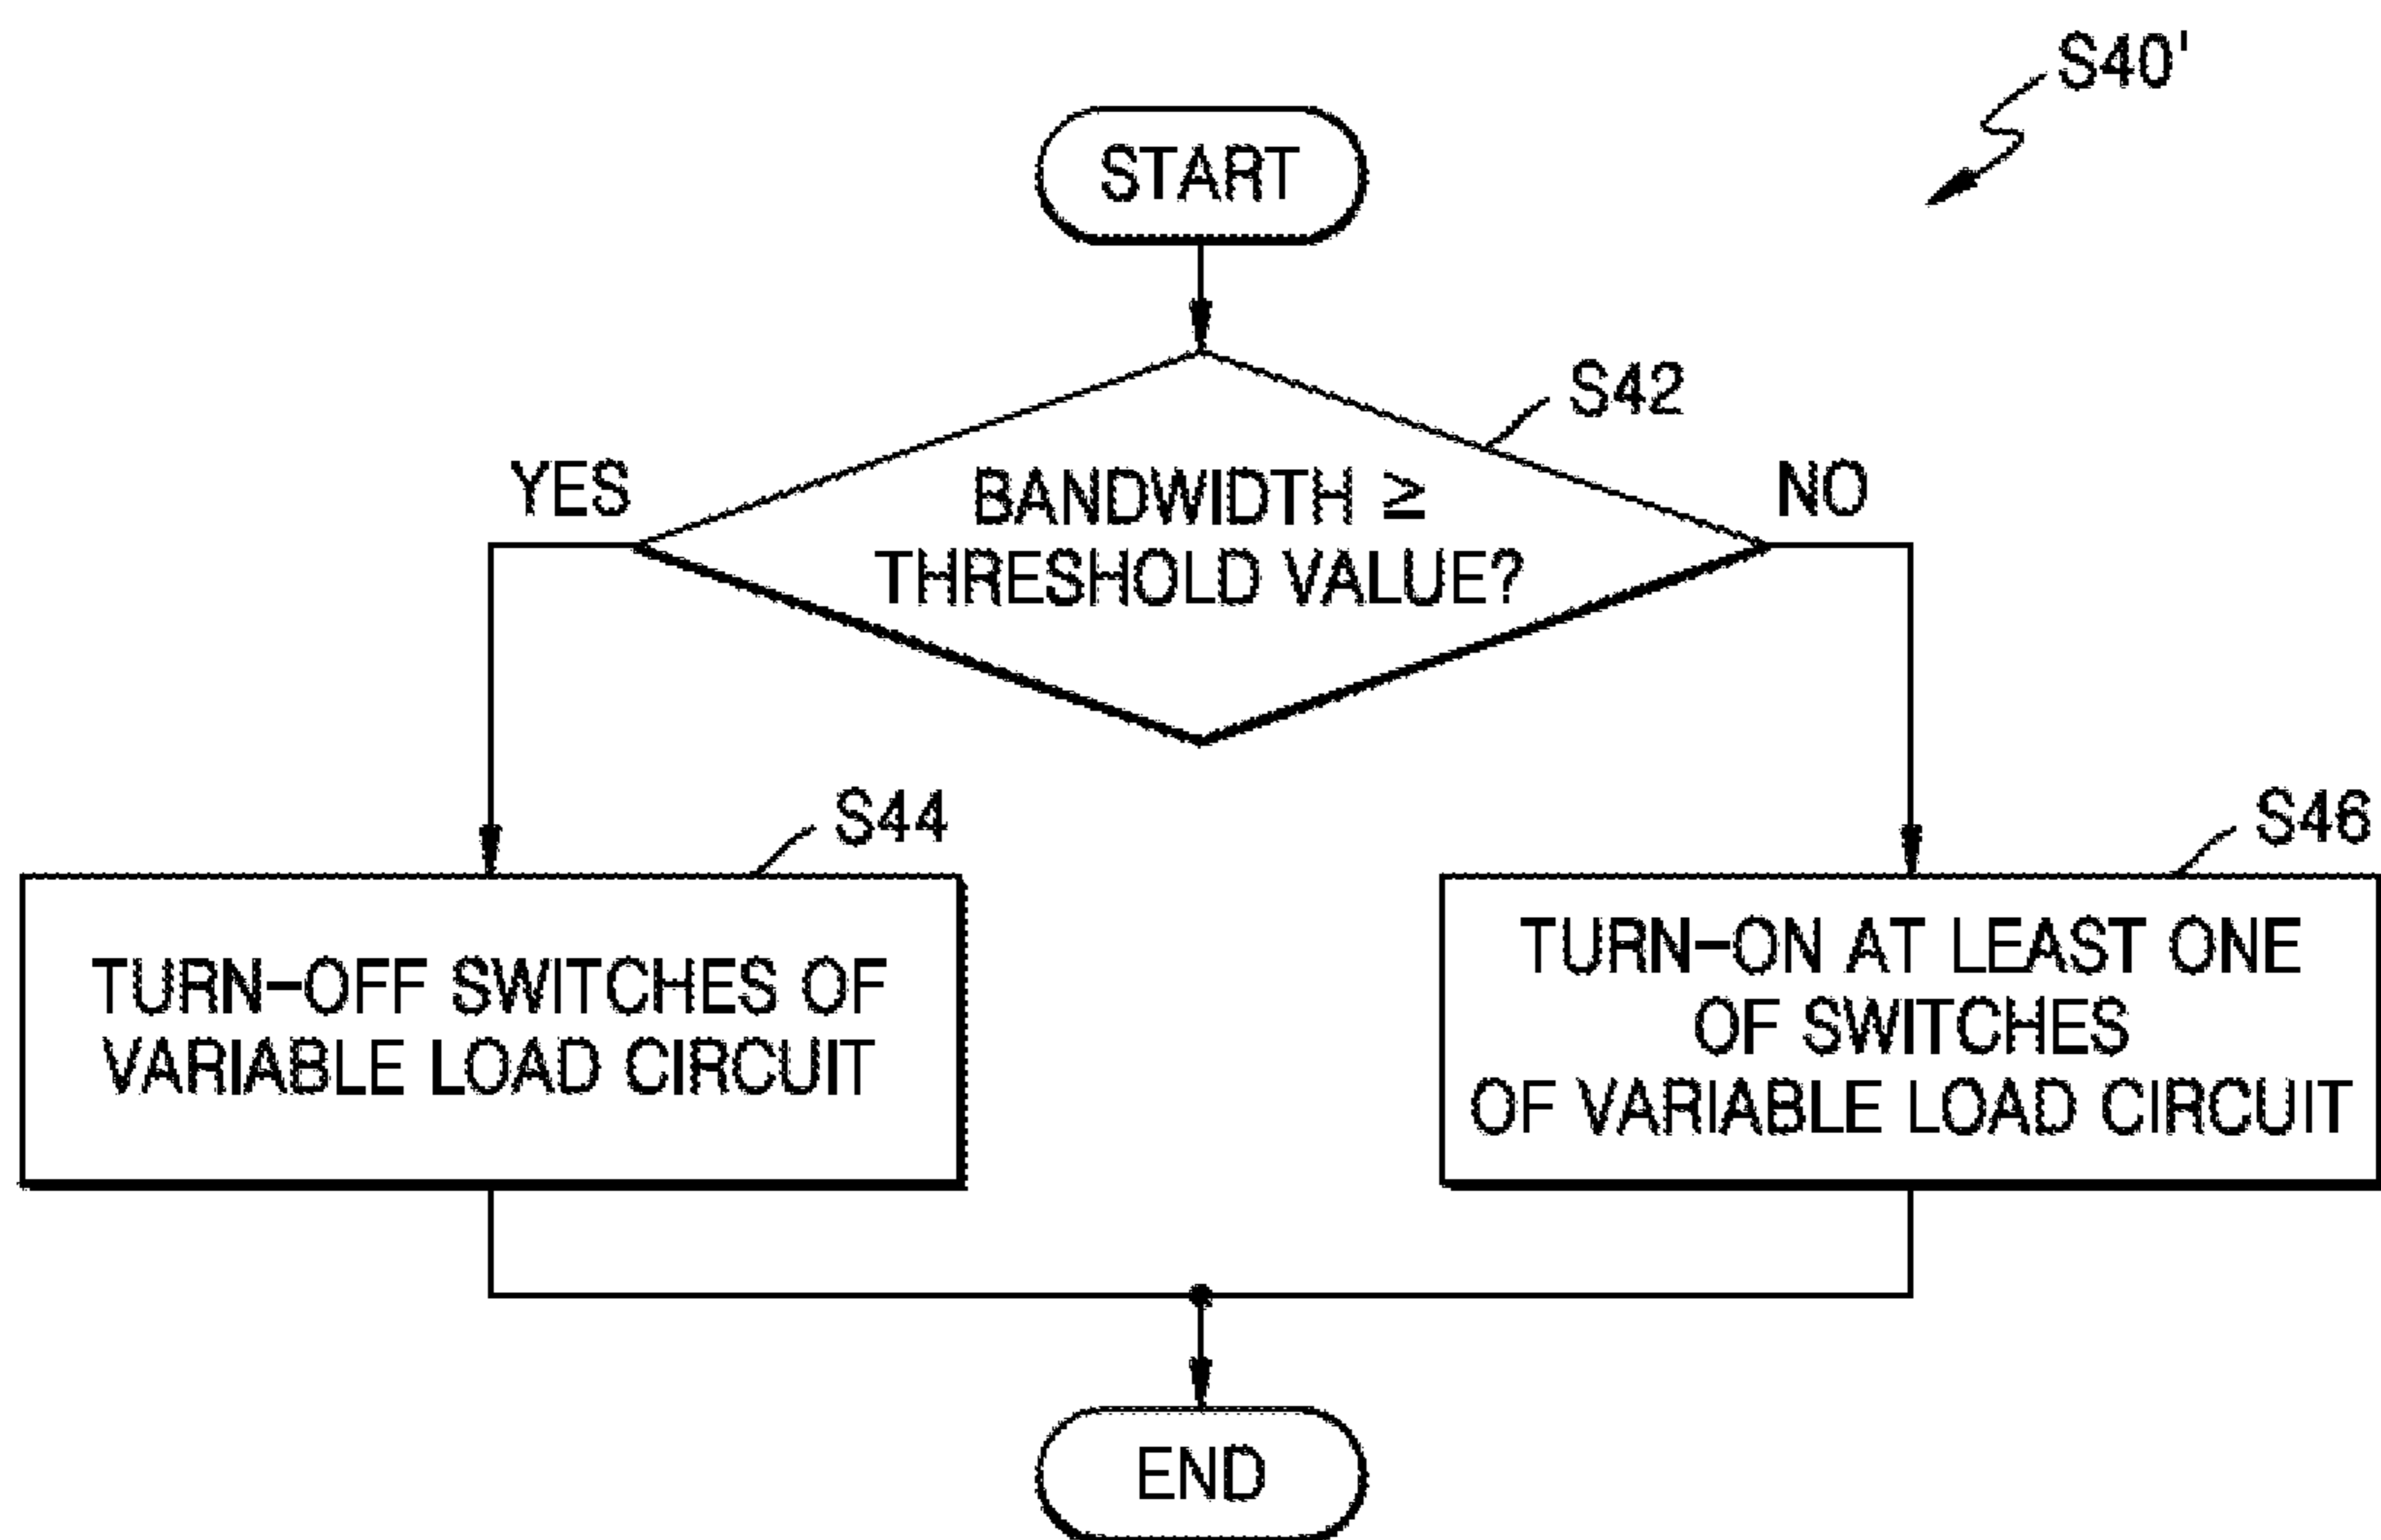 S40'
START
S42
YES
BANDWIDTH ≥
THRESHOLD VALUE?
NO
S44
TURN-OFF SWITCHES OF
VARIABLE LOAD CIRCUIT
S46
TURN-ON AT LEAST ONE
OF SWITCHES
OF VARIABLE LOAD CIRCUIT
END